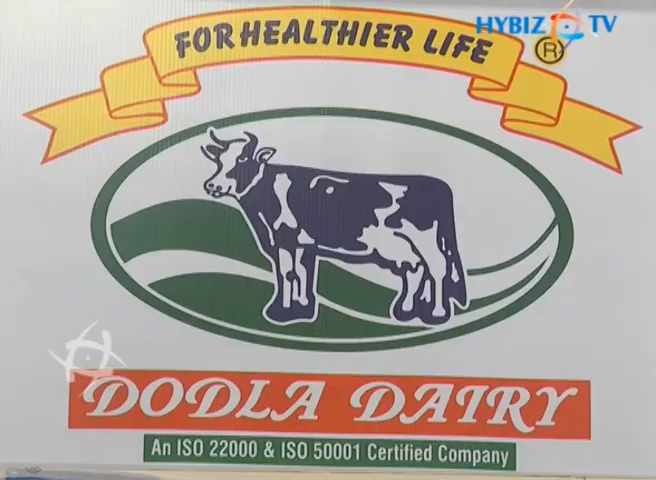 HYBIZ TV
FOR HEALTHIER LIFE ®
DODLA DAIRY
An ISO 22000 & ISO 50001 Certified Company